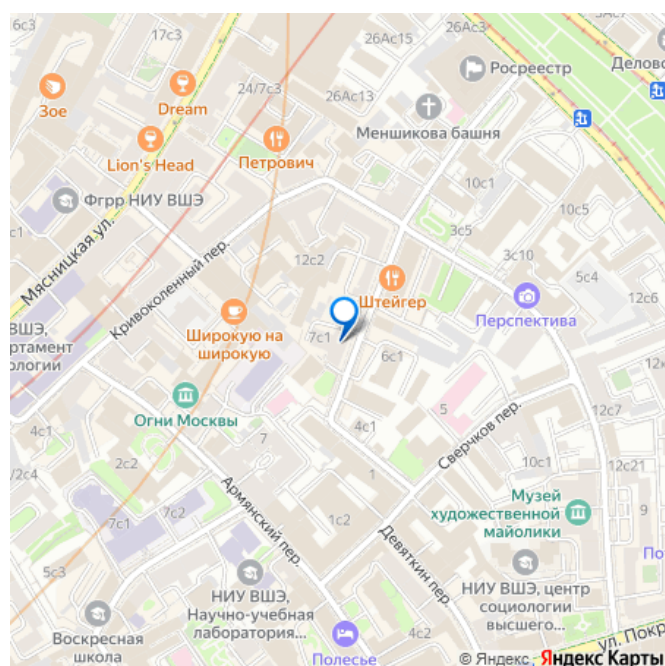 6с3
17с3
26Ас15
3Ас1
Росреестр
Делово
Зое
Dream
24/7с3
26Ас13
Меншикова башня
Lion's Head
Петрович
10с1
Фгрр НИУ ВШЭ
10с5
с1
Мясницкая ул.
Кривоколенный пер.
12с2
3с5
3с10
5с4
Штейгер
12с6
Перспектива
ВШЭ,
артамент
ологии
Широкую на
широкую
7с1
6с1
Огни Москвы
5
12с7
4с1
7
4с1
Сверчков пер.
/2с4
2с2
10с1
12с21
1
Армянский пер.
Музей
художественной
майолики
9
7с1
7с2
1с2
Девяткин пер.
По
5с3
НИУ ВШЭ,
Научно-учебная
лаборатория...
НИУ ВШЭ, центр
социологии
высшего...
Воскресная
школа
Полесье
ул. Покр
© Яндекс
Яндекс Карты